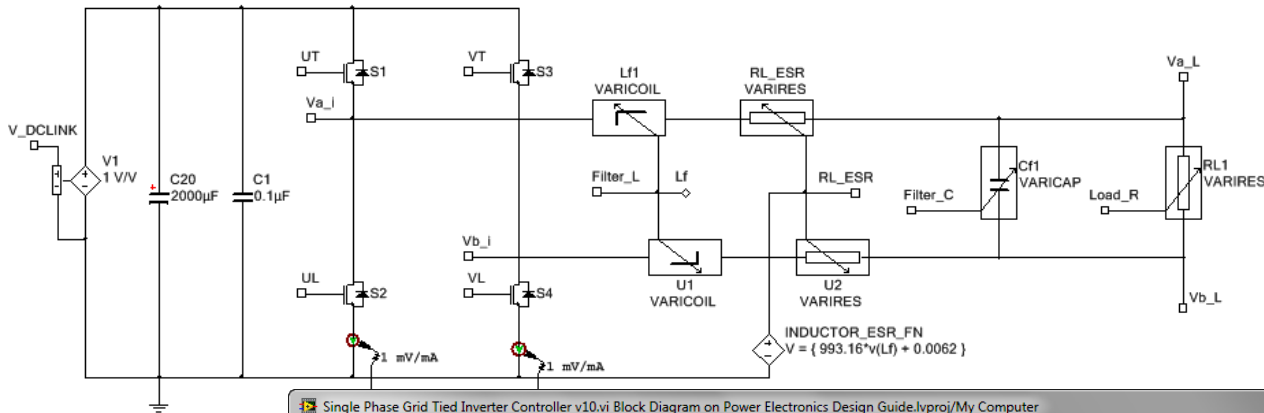 UT
S1
VT
S3
Lf1
VARICOIL
RL_ESR
VARIRES
Va_L
Va_i
V_DCLINK
V1
1 V/V
C20
2000µF
C1
0.1µF
Filter_L
Lf
RL_ESR
Filter_C
Cf1
VARICAP
Load_R
RL1
VARIRES
Vb_i
UL
S2
VL
S4
U1
VARICOIL
U2
VARIRES
Vb_L
1 mV/mA
1 mV/mA
INDUCTOR_ESR_FN
V = { 993.16*v(Lf) + 0.0062 }
Single Phase Grid Tied Inverter Controller v10.vi Block Diagram on Power Electronics Design Guide.lvproj/My Computer